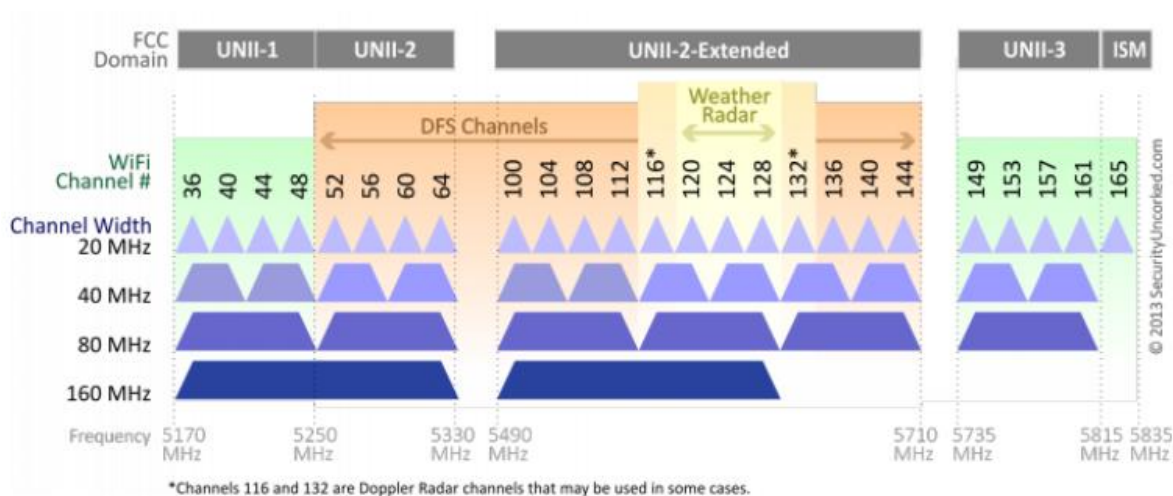 FCC Domain UNII-1 UNII-2 UNII-2-Extended UNII-3 ISM
Weather Radar
DFS Channels
WiFi Channel # 36 40 44 48 52 56 60 64 100 104 108 112 116* 120 124 128 132* 136 140 144 149 153 157 161 165
Channel Width
20 MHz
40 MHz
80 MHz
160 MHz
Frequency 5170 MHz 5250 MHz 5330 MHz 5490 MHz 5710 MHz 5735 MHz 5815 MHz 5835 MHz
*Channels 116 and 132 are Doppler Radar channels that may be used in some cases.
© 2013 SecurityUncorked.com